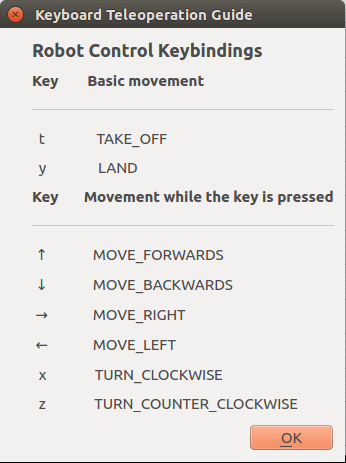 Keyboard Teleoperation Guide
Robot Control Keybindings
Key Basic movement
t TAKE_OFF
y LAND
Key Movement while the key is pressed
↑ MOVE_FORWARDS
↓ MOVE_BACKWARDS
→ MOVE_RIGHT
← MOVE_LEFT
x TURN_CLOCKWISE
z TURN_COUNTER_CLOCKWISE
OK